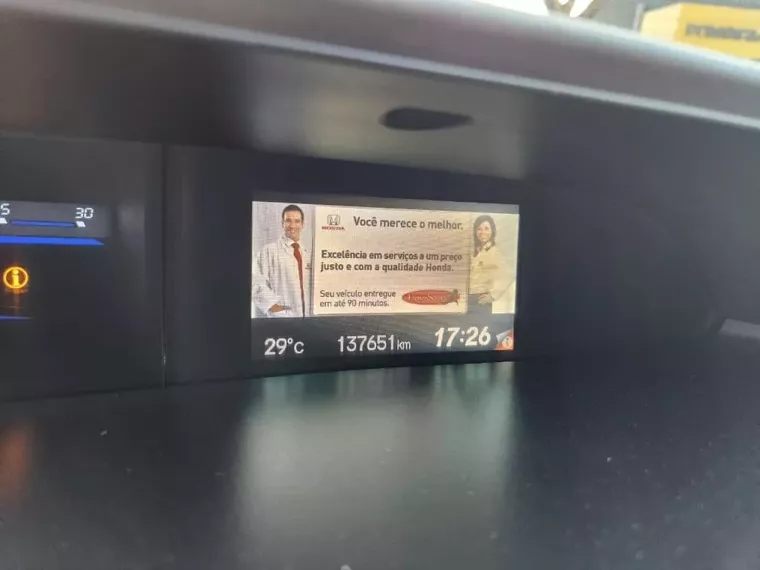 5 30
HONDA
Você merece o melhor.
Excelência em serviços a um preço
justo e com a qualidade Honda.
Seu veículo entregue
em até 90 minutos.
29°C
137651 km
17:26
i